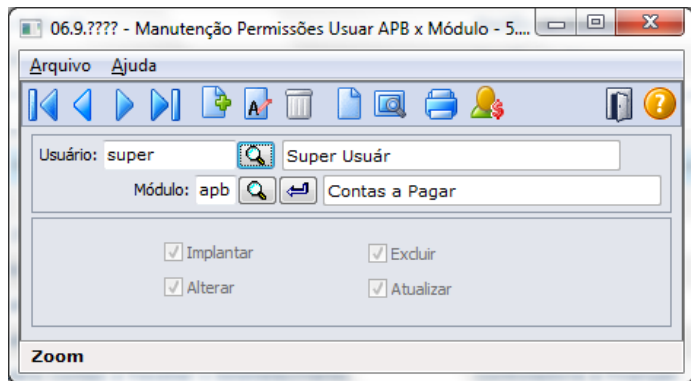 06.9.???? - Manutenção Permissões Usuar APB x Módulo - 5....
Arquivo Ajuda
Usuário: super Super Usuár
Módulo: apb Contas a Pagar
Implantar Excluir
Alterar Atualizar
Zoom